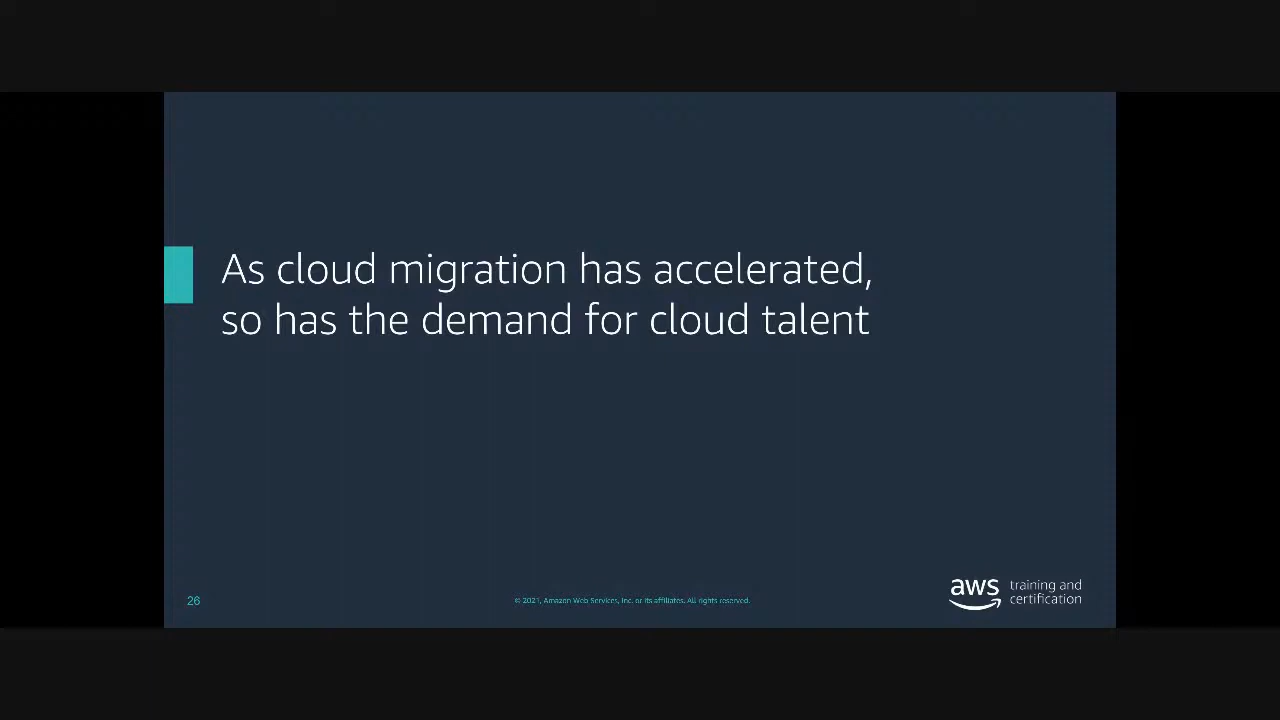 As cloud migration has accelerated,
so has the demand for cloud talent
26
© 2021, Amazon Web Services, Inc. or its affiliates. All rights reserved.
aws training and
certification